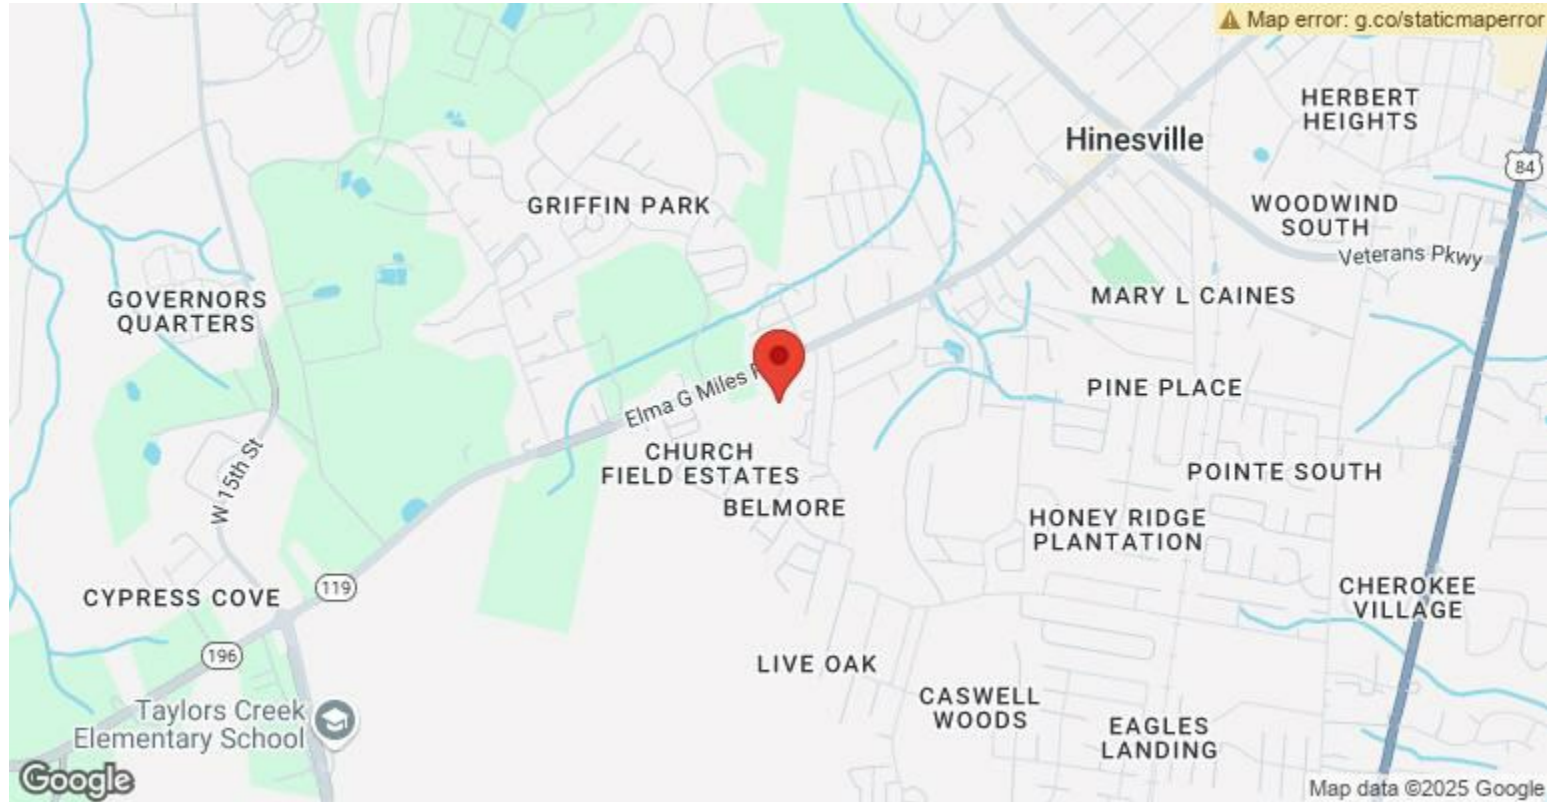 Map error: g.co/staticmaperror
HERBERT
HEIGHTS
Hinesville
84
GRIFFIN PARK
WOODWIND
SOUTH
Veterans Pkwy
GOVERNORS
QUARTERS
MARY L CAINES
Elma G Miles
PINE PLACE
W 15th St
CHURCH
FIELD ESTATES
POINTE SOUTH
BELMORE
HONEY RIDGE
PLANTATION
119
CYPRESS COVE
CHEROKEE
VILLAGE
196
LIVE OAK
CASWELL
WOODS
Taylors Creek
Elementary School
EAGLES
LANDING
Google
Map data ©2025 Google